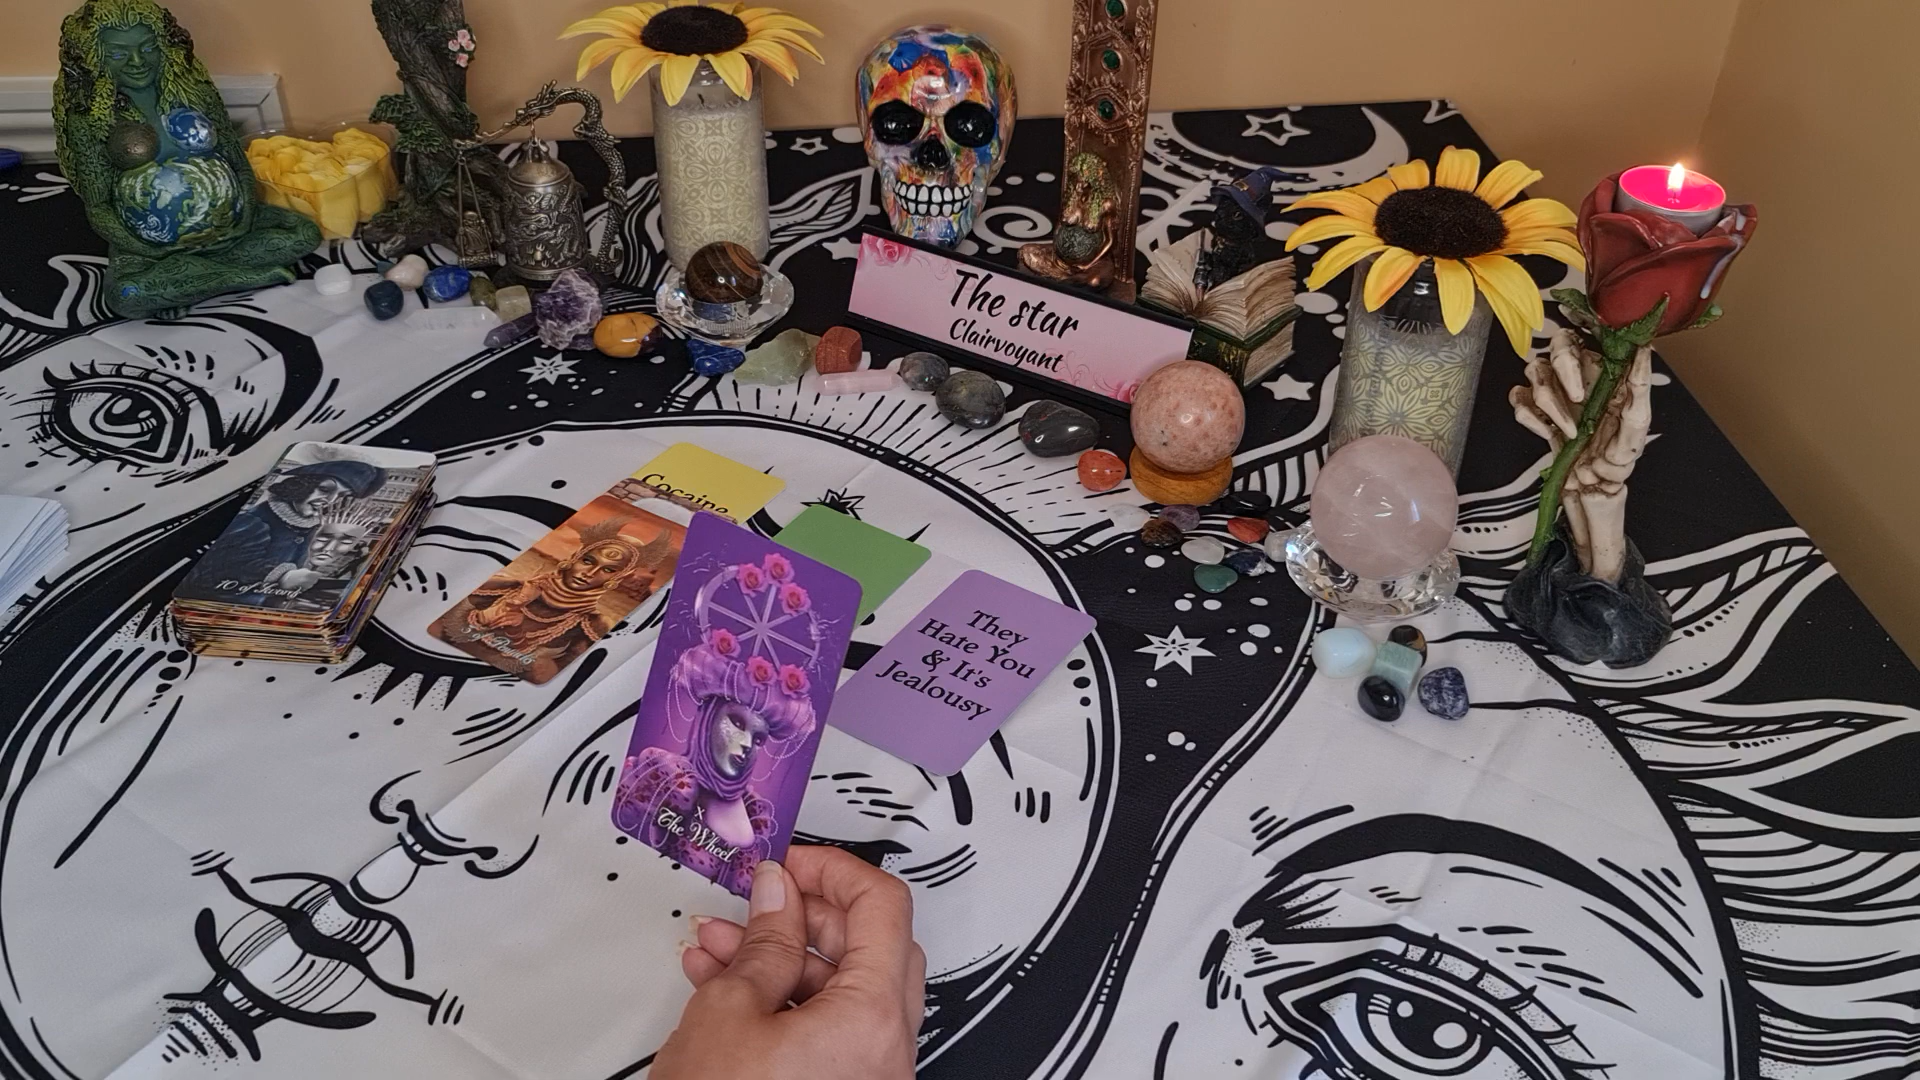 The star
Clairvoyant
Cocaine
10 of Swords
They
Hate You
& It's
Jealousy
X
The Wheel